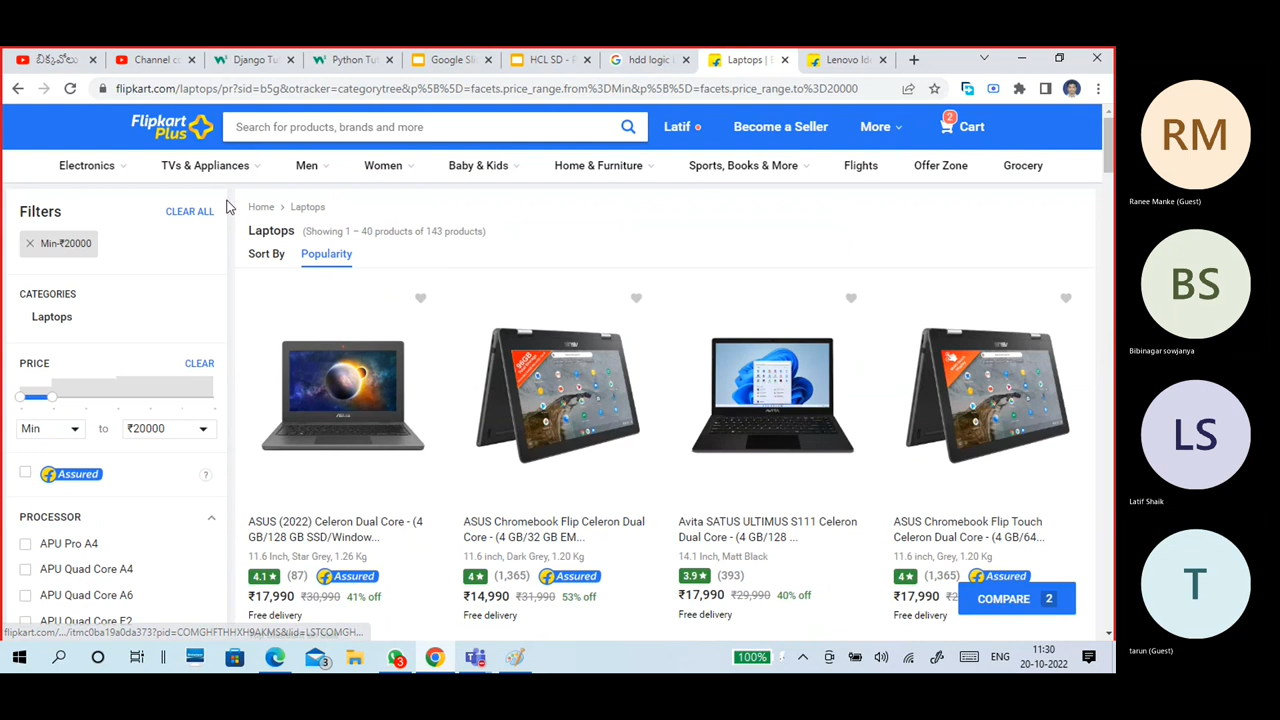 బిక్కవోలు
Channel c
Django Tu
Python Tu
Google Sli
HCL SD - 
hdd logic
Laptops | 
Lenovo Id
flipkart.com/laptops/pr?sid=b5g&otracker=categorytree&p%5B%5D=facets.price_range.from%3DMin&p%5B%5D=facets.price_range.to%3D20000
Flipkart
Plus
Search for products, brands and more
Latif
Become a Seller
More
2
Cart
Electronics
TVs & Appliances
Men
Women
Baby & Kids
Home & Furniture
Sports, Books & More
Flights
Offer Zone
Grocery
Filters
CLEAR ALL
✕ Min-₹20000
CATEGORIES
Laptops
PRICE
CLEAR
Min
to
₹20000
Assured
?
PROCESSOR
APU Pro A4
APU Quad Core A4
APU Quad Core A6
APU Quad Core E2
Home > Laptops
Laptops (Showing 1 – 40 products of 143 products)
Sort By
Popularity
ASUS (2022) Celeron Dual Core - (4
GB/128 GB SSD/Window...
11.6 inch, Star Grey, 1.26 Kg
4.1 ★ (87) Assured
₹17,990 ₹30,990 41% off
Free delivery
ASUS Chromebook Flip Celeron Dual
Core - (4 GB/32 GB EM...
11.6 inch, Dark Grey, 1.20 Kg
4 ★ (1,365) Assured
₹14,990 ₹31,990 53% off
Free delivery
Avita SATUS ULTIMUS S111 Celeron
Dual Core - (4 GB/128 ...
14.1 Inch, Matt Black
3.9 ★ (393)
₹17,990 ₹29,990 40% off
Free delivery
ASUS Chromebook Flip Touch
Celeron Dual Core - (4 GB/64...
11.6 inch, Grey, 1.20 Kg
4 ★ (1,365) Assured
₹17,990
Free delivery
COMPARE 2
flipkart.com/.../itmc0ba19a0da373?pid=COMGHFTHHXH9AKMS&lid=LSTCOMGH...
3
3
100%
ENG
11:30
20-10-2022
RM
Ranee Manke (Guest)
BS
Bibinagar sowjanya
LS
Latif Shaik
T
tarun (Guest)